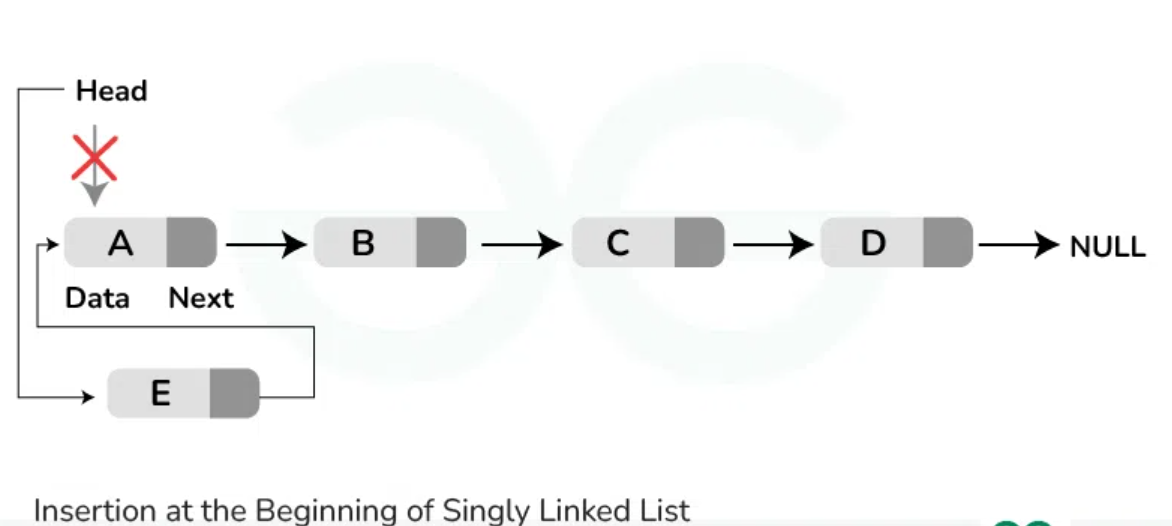 Head
A B C D NULL
Data Next
E
Insertion at the Beginning of Singly Linked List